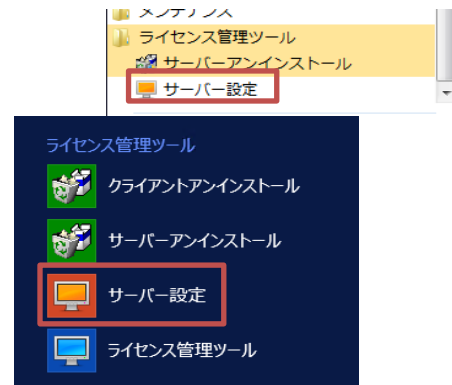 メンテナンス
ライセンス管理ツール
サーバーアンインストール
サーバー設定
ライセンス管理ツール
クライアントアンインストール
サーバーアンインストール
サーバー設定
ライセンス管理ツール